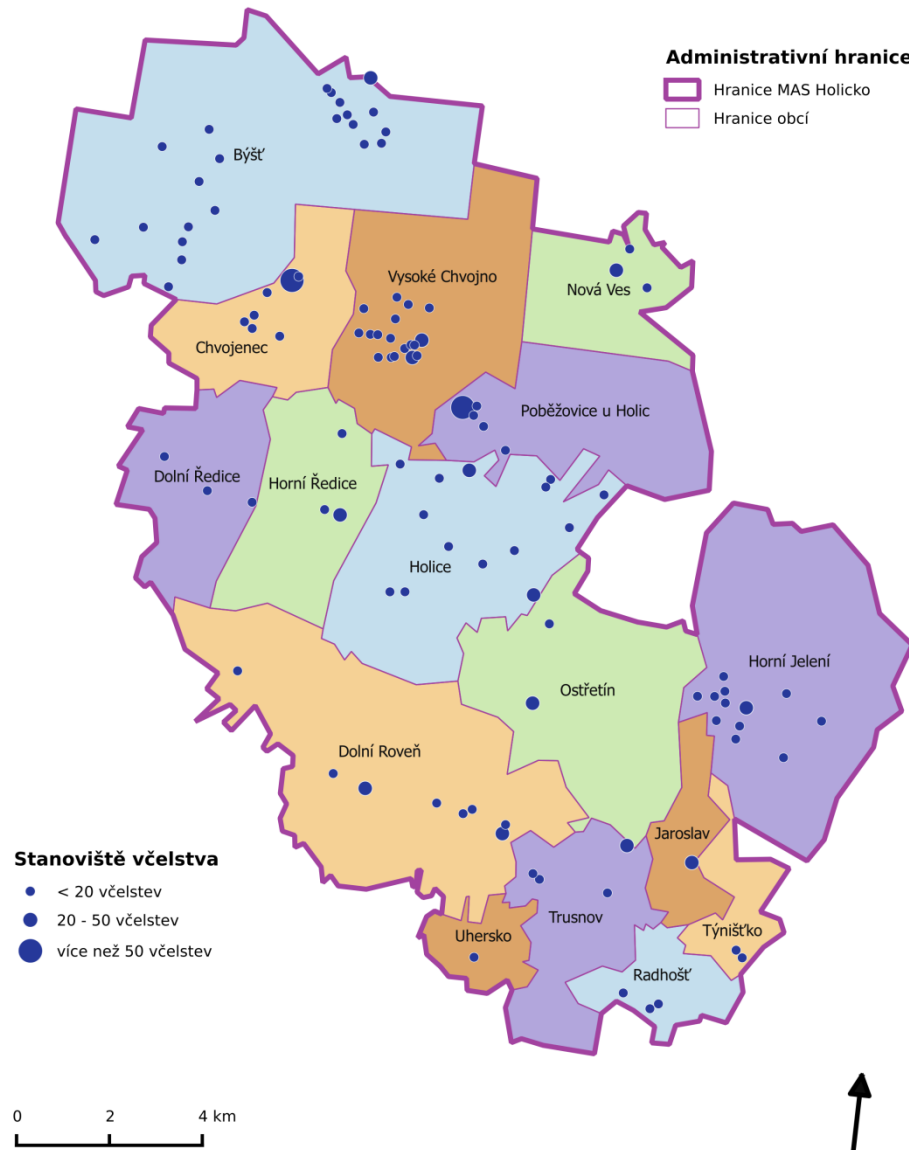 Administrativní hranice
Hranice MAS Holicko
Hranice obcí
Býšť
Vysoké Chvojno
Nová Ves
Chvojenec
Poběžovice u Holic
Dolní Ředice
Horní Ředice
Holice
Horní Jelení
Ostřetín
Dolní Roveň
Jaroslav
Stanoviště včelstva
< 20 včelstev
20 - 50 včelstev
více než 50 včelstev
Trusnov
Týnišťko
Uhersko
Radhošť
0 2 4 km